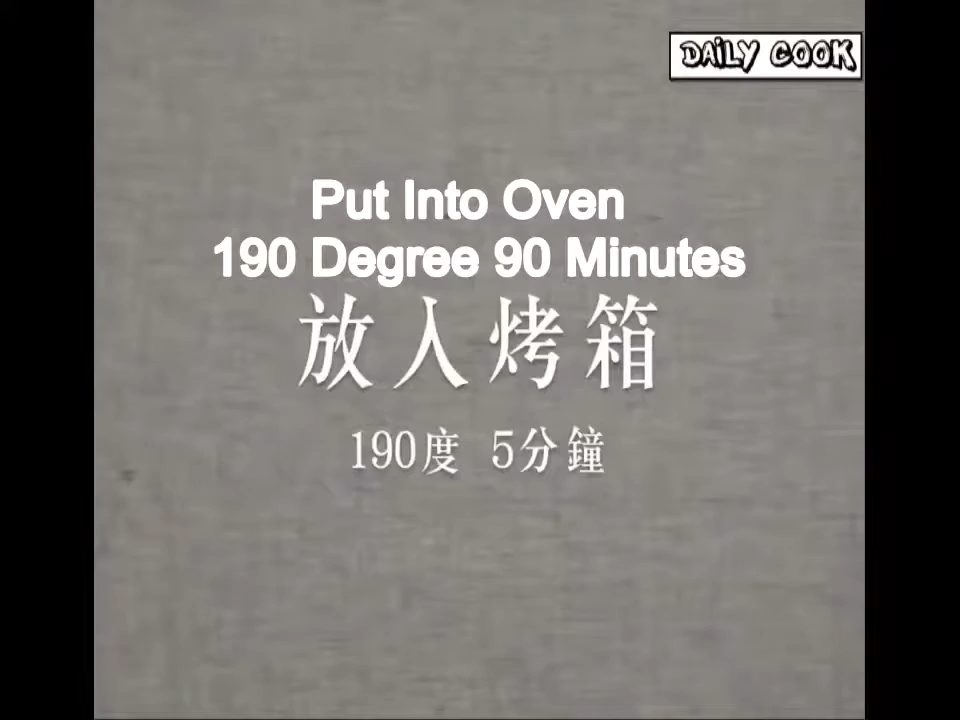 DAILY COOK
Put Into Oven
190 Degree 90 Minutes
放入烤箱
190度 5分鐘